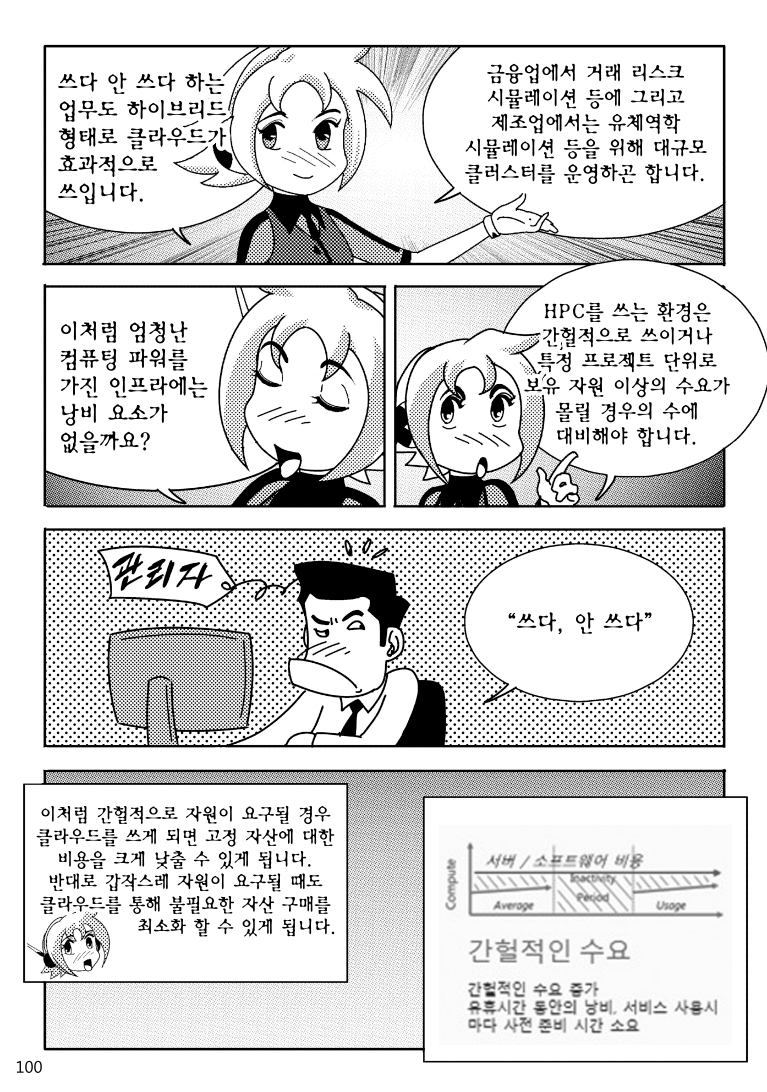 쓰다 안 쓰다 하는
업무도 하이브리드
형태로 클라우드가
효과적으로
쓰입니다.
금융업에서 거래 리스크
시뮬레이션 등에 그리고
제조업에서는 유체역학
시뮬레이션 등을 위해 대규모
클러스터를 운영하곤 합니다.
이처럼 엄청난
컴퓨팅 파워를
가진 인프라에는
낭비 요소가
없을까요?
HPC를 쓰는 환경은
간헐적으로 쓰이거나
특정 프로젝트 단위로
보유 자원 이상의 수요가
몰릴 경우의 수에
대비해야 합니다.
관리자
“쓰다, 안 쓰다”
이처럼 간헐적으로 자원이 요구될 경우
클라우드를 쓰게 되면 고정 자산에 대한
비용을 크게 낮출 수 있게 됩니다.
반대로 갑작스레 자원이 요구될 때도
클라우드를 통해 불필요한 자산 구매를
최소화 할 수 있게 됩니다.
서버 / 소프트웨어 비용
Compute
Inactivity
Period
Average
Usage
간헐적인 수요
간헐적인 수요 증가
유휴시간 동안의 낭비, 서비스 사용시
마다 사전 준비 시간 소요
100